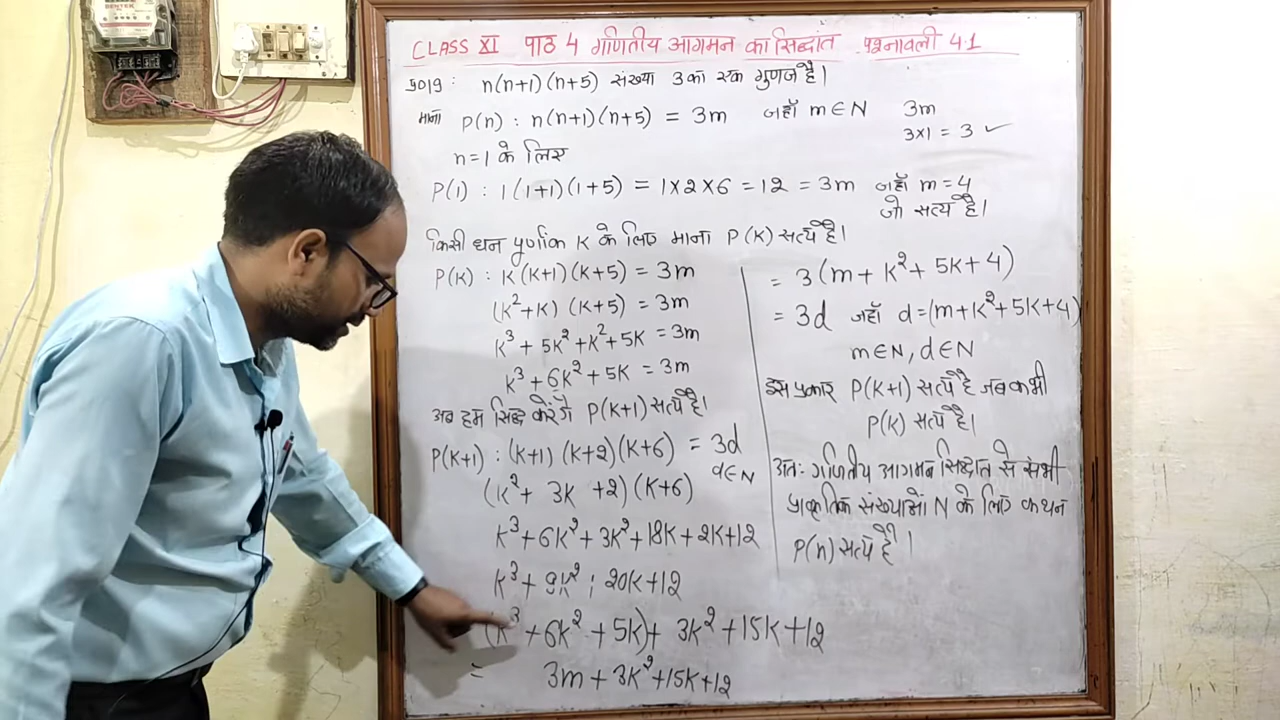 CLASS XI पाठ 4 गणितीय आगमन का सिद्धांत प्रश्नावली 4.1
प्र०19: n(n+1)(n+5) संख्या 3 का एक गुणज है।
माना P(n) : n(n+1)(n+5) = 3m जहाँ m∈N 3m
3×1 = 3 ✓
n=1 के लिए
P(1) : 1(1+1)(1+5) = 1×2×6 = 12 = 3m जहाँ m=4
जो सत्य है।
किसी धन पूर्णांक K के लिए माना P(K) सत्य है।
P(K) : K(K+1)(K+5) = 3m
(K²+K) (K+5) = 3m
K³ + 5K² + K² + 5K = 3m
K³ + 6K² + 5K = 3m
अब हम सिद्ध करेंगे P(K+1) सत्य है।
P(K+1) : (K+1) (K+2)(K+6) = 3d
d∈N
(K² + 3K + 2) (K+6)
K³ + 6K² + 3K² + 18K + 2K + 12
K³ + 9K² + 20K + 12
(K³ + 6K² + 5K) + 3K² + 15K + 12
= 3m + 3K² + 15K + 12
= 3(m + K² + 5K + 4)
= 3d जहाँ d=(m+K²+5K+4)
m∈N, d∈N
इस प्रकार P(K+1) सत्य है जब कभी
P(K) सत्य है।
अतः गणितीय आगमन सिद्धांत से सभी
प्राकृतिक संख्याओं N के लिए कथन
P(n) सत्य है।